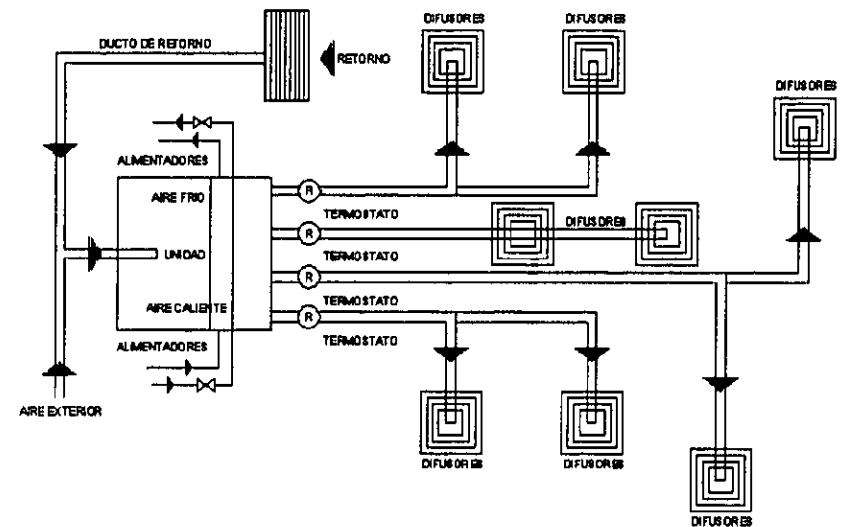 DIFUSORES
DIFUSORES
DUCTO DE RETORNO
RETORNO
DIFUSORES
ALIMENTADORES
AIRE FRIO
R
TERMOSTATO
DIFUSORES
R
UNIDAD
TERMOSTATO
R
AIRE CALIENTE
TERMOSTATO
R
TERMOSTATO
ALIMENTADORES
AIRE EXTERIOR
DIFUSORES
DIFUSORES
DIFUSORES